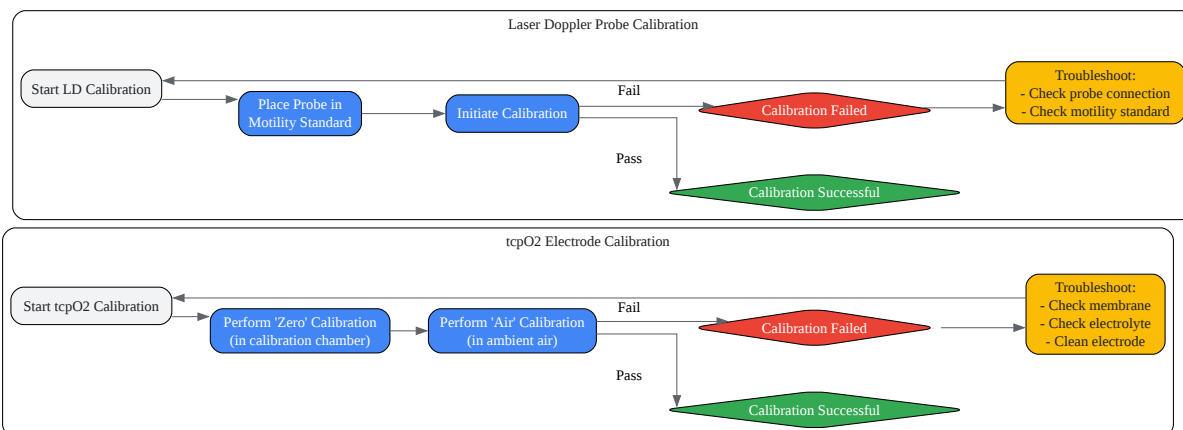 Laser Doppler Probe Calibration
Start LD Calibration
Place Probe in
Motility Standard
Initiate Calibration
Fail
Pass
Calibration Failed
Calibration Successful
Troubleshoot:
- Check probe connection
- Check motility standard
tcpO2 Electrode Calibration
Start tcpO2 Calibration
Perform 'Zero' Calibration
(in calibration chamber)
Perform 'Air' Calibration
(in ambient air)
Fail
Pass
Calibration Failed
Calibration Successful
Troubleshoot:
- Check membrane
- Check electrolyte
- Clean electrode